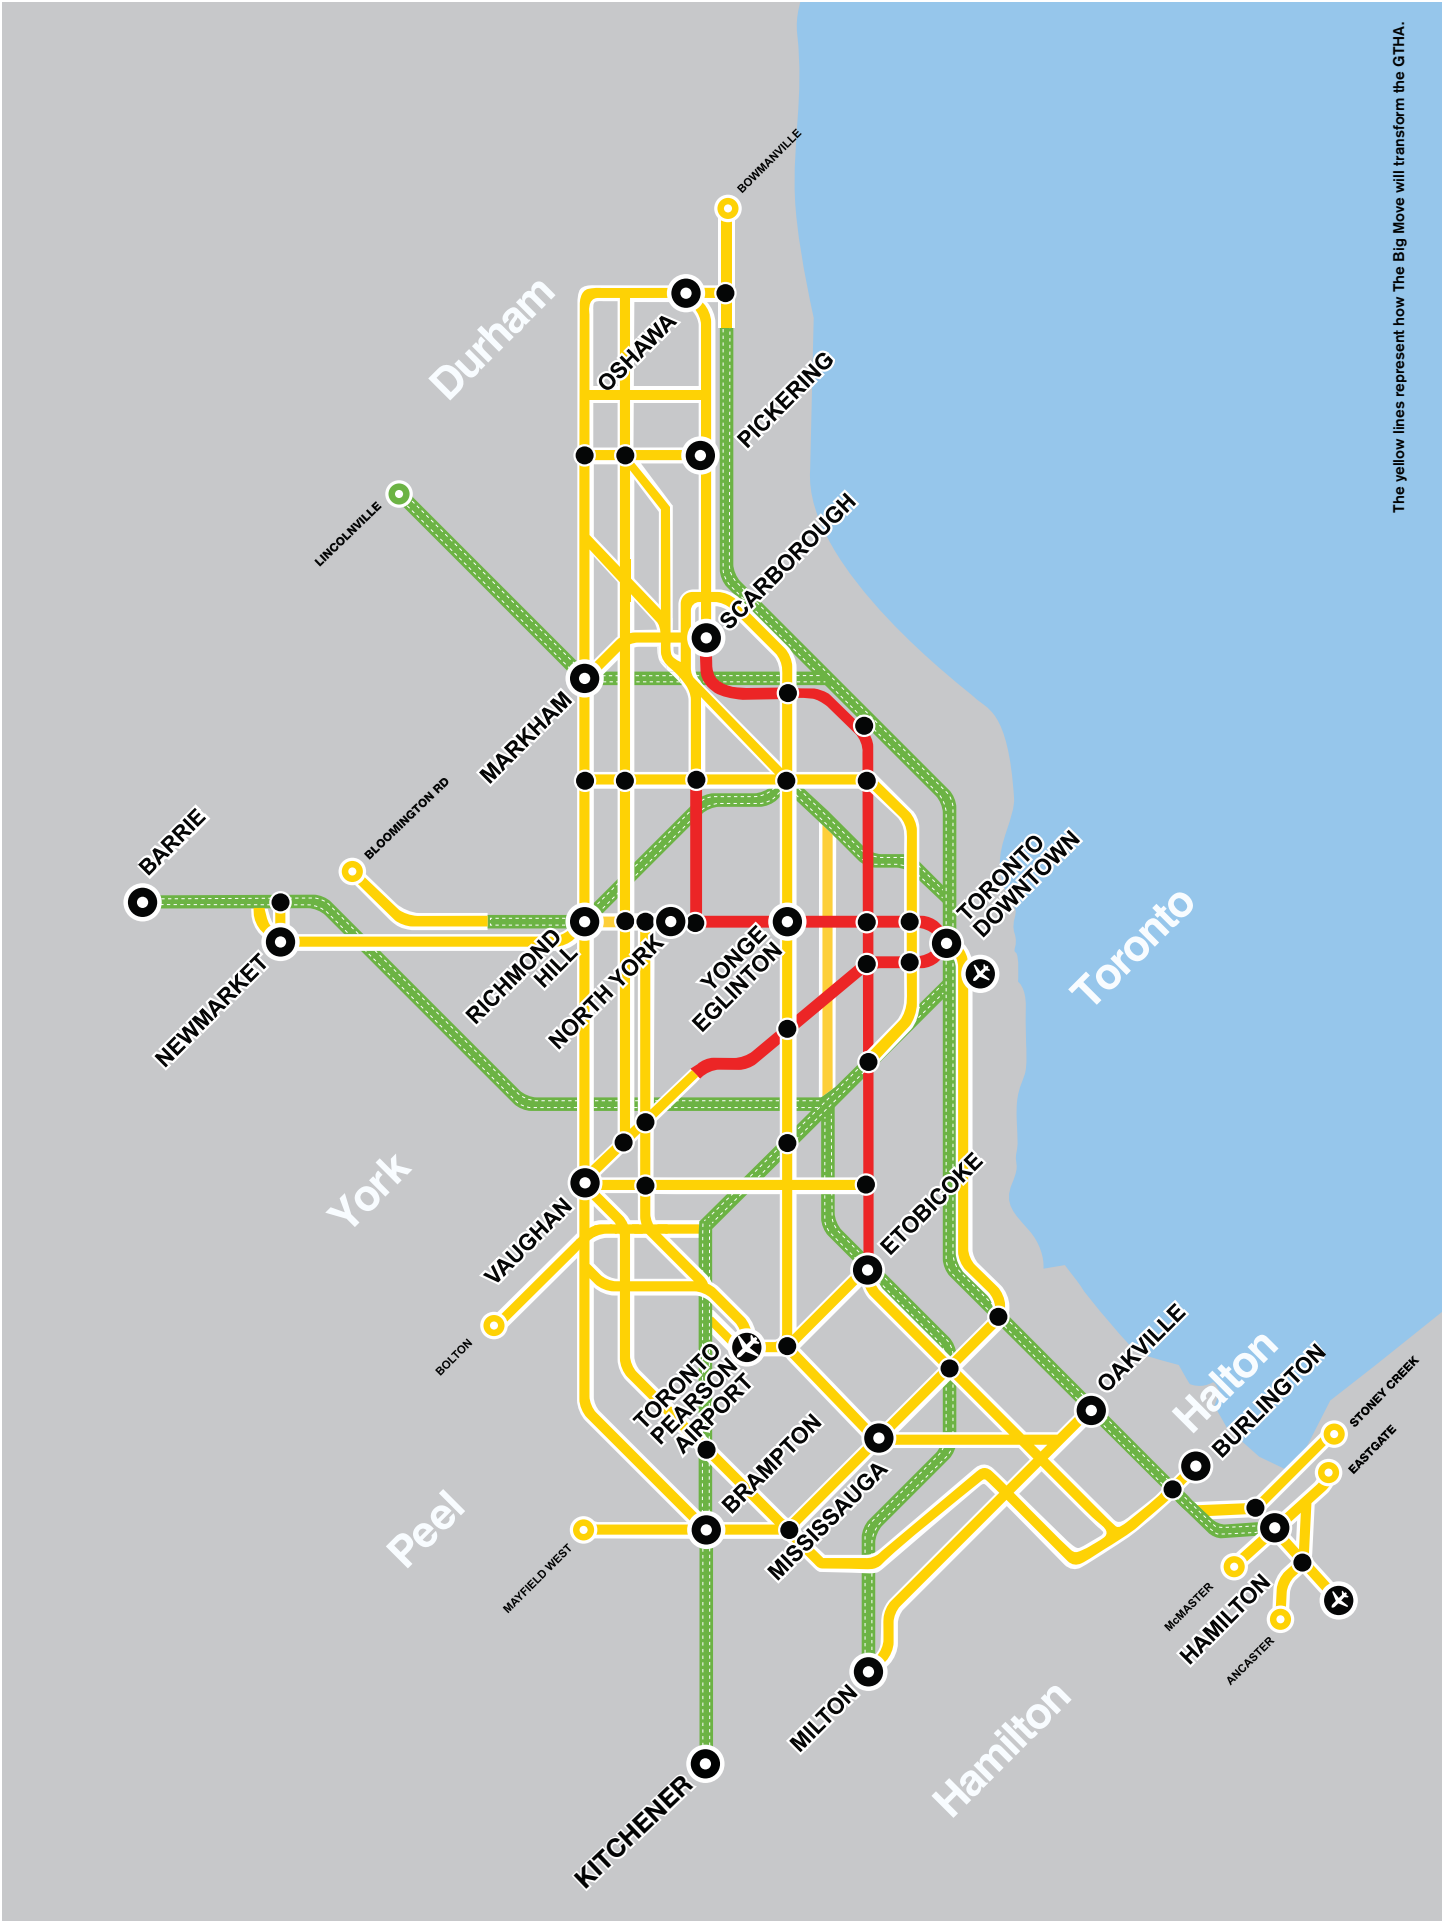 The yellow lines represent how The Big Move will transform the GTHA.
BOWMANVILLE
Durham
OSHAWA
PICKERING
LINCOLNVILLE
SCARBOROUGH
MARKHAM
BLOOMINGTON RD
BARRIE
NEWMARKET
RICHMOND
HILL
NORTH YORK
YONGE
EGLINTON
TORONTO
DOWNTOWN
Toronto
York
VAUGHAN
ETOBICOKE
BOLTON
TORONTO
PEARSON
AIRPORT
OAKVILLE
Halton
BURLINGTON
STONEY CREEK
EASTGATE
BRAMPTON
MISSISSAUGA
Peel
MAYFIELD WEST
McMASTER
HAMILTON
ANCASTER
MILTON
Hamilton
KITCHENER